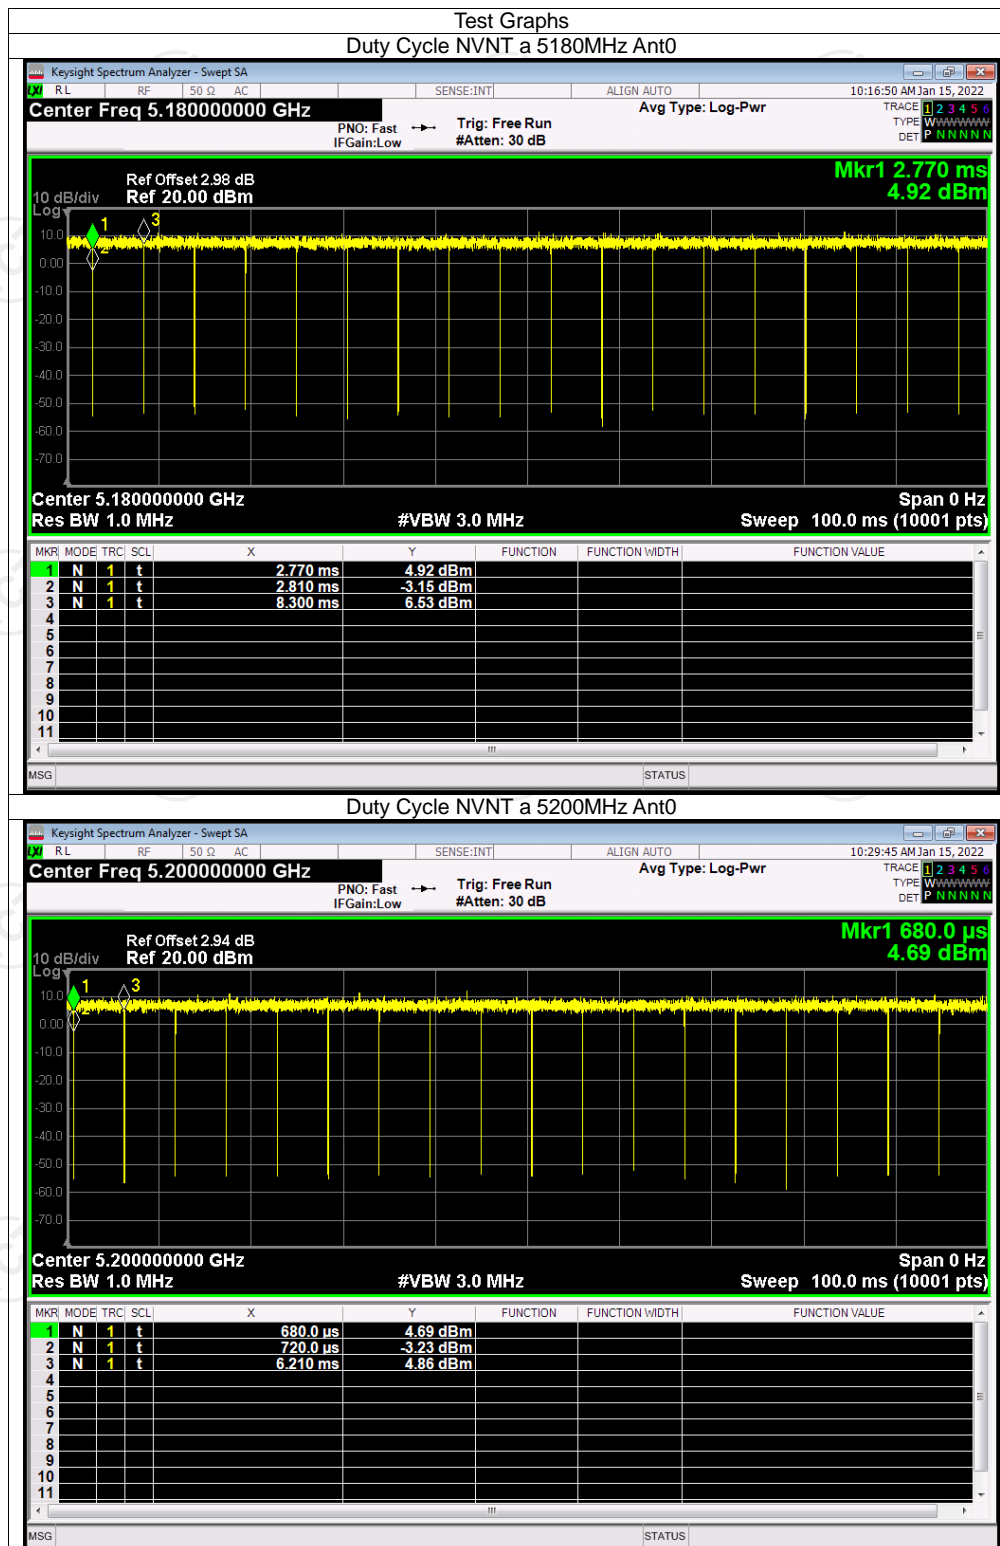 Test Graphs
Duty Cycle NVNT a 5180MHz Ant0
Keysight Spectrum Analyzer - Swept SA
LXI RL RF 50 Ω AC SENSE:INT ALIGN AUTO 10:16:50 AM Jan 15, 2022
Center Freq 5.180000000 GHz Avg Type: Log-Pwr TRACE 1 2 3 4 5 6
PNO: Fast Trig: Free Run TYPE WWWWWW
IFGain:Low #Atten: 30 dB DET P N N N N N
Mkr1 2.770 ms
4.92 dBm
Ref Offset 2.98 dB
10 dB/div Ref 20.00 dBm
Log
1
2
3
10.0
0.00
-10.0
-20.0
-30.0
-40.0
-50.0
-60.0
-70.0
Center 5.180000000 GHz Span 0 Hz
Res BW 1.0 MHz #VBW 3.0 MHz Sweep 100.0 ms (10001 pts)
MKR MODE TRC SCL X Y FUNCTION FUNCTION WIDTH FUNCTION VALUE
1 N 1 t 2.770 ms 4.92 dBm
2 N 1 t 2.810 ms -3.15 dBm
3 N 1 t 8.300 ms 6.53 dBm
4
5
6
7
8
9
10
11
MSG STATUS
Duty Cycle NVNT a 5200MHz Ant0
Keysight Spectrum Analyzer - Swept SA
LXI RL RF 50 Ω AC SENSE:INT ALIGN AUTO 10:29:45 AM Jan 15, 2022
Center Freq 5.200000000 GHz Avg Type: Log-Pwr TRACE 1 2 3 4 5 6
PNO: Fast Trig: Free Run TYPE WWWWWW
IFGain:Low #Atten: 30 dB DET P N N N N N
Mkr1 680.0 µs
4.69 dBm
Ref Offset 2.94 dB
10 dB/div Ref 20.00 dBm
Log
1
2
3
10.0
0.00
-10.0
-20.0
-30.0
-40.0
-50.0
-60.0
-70.0
Center 5.200000000 GHz Span 0 Hz
Res BW 1.0 MHz #VBW 3.0 MHz Sweep 100.0 ms (10001 pts)
MKR MODE TRC SCL X Y FUNCTION FUNCTION WIDTH FUNCTION VALUE
1 N 1 t 680.0 µs 4.69 dBm
2 N 1 t 720.0 µs -3.23 dBm
3 N 1 t 6.210 ms 4.86 dBm
4
5
6
7
8
9
10
11
MSG STATUS